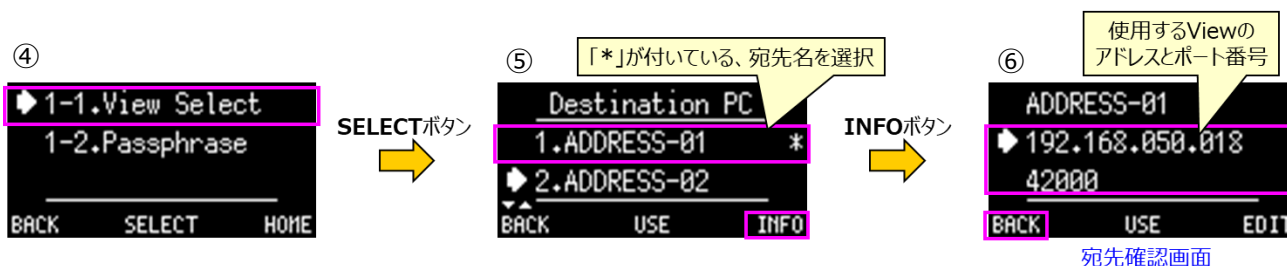 ④
1-1.View Select
1-2.Passphrase
BACK SELECT HOME
SELECTボタン
⑤
「*」が付いている、宛先名を選択
Destination PC
1.ADDRESS-01 *
2.ADDRESS-02
BACK USE INFO
INFOボタン
⑥
使用するViewの
アドレスとポート番号
ADDRESS-01
192.168.050.018
42000
BACK USE EDIT
宛先確認画面